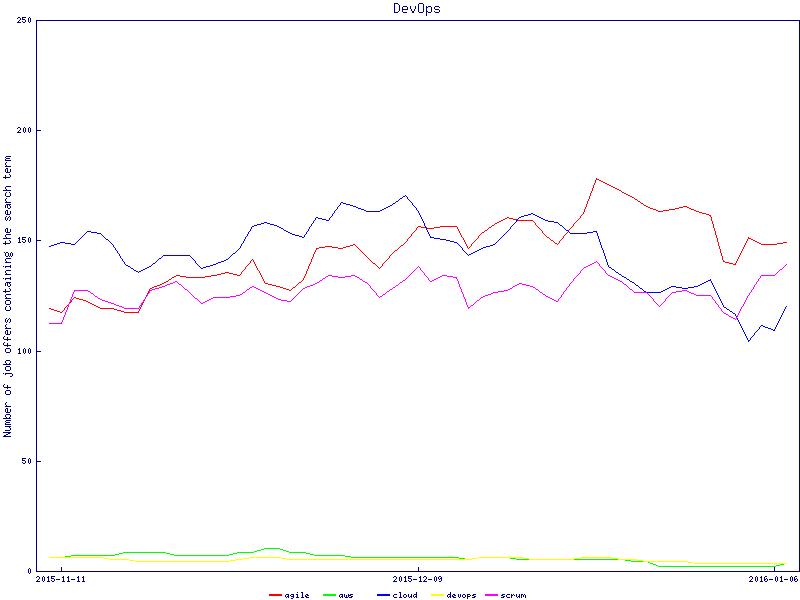 DevOps
Number of job offers containing the search term
250
200
150
100
50
0
2015-11-11 2015-12-09 2016-01-06
agile aws cloud devops scrum